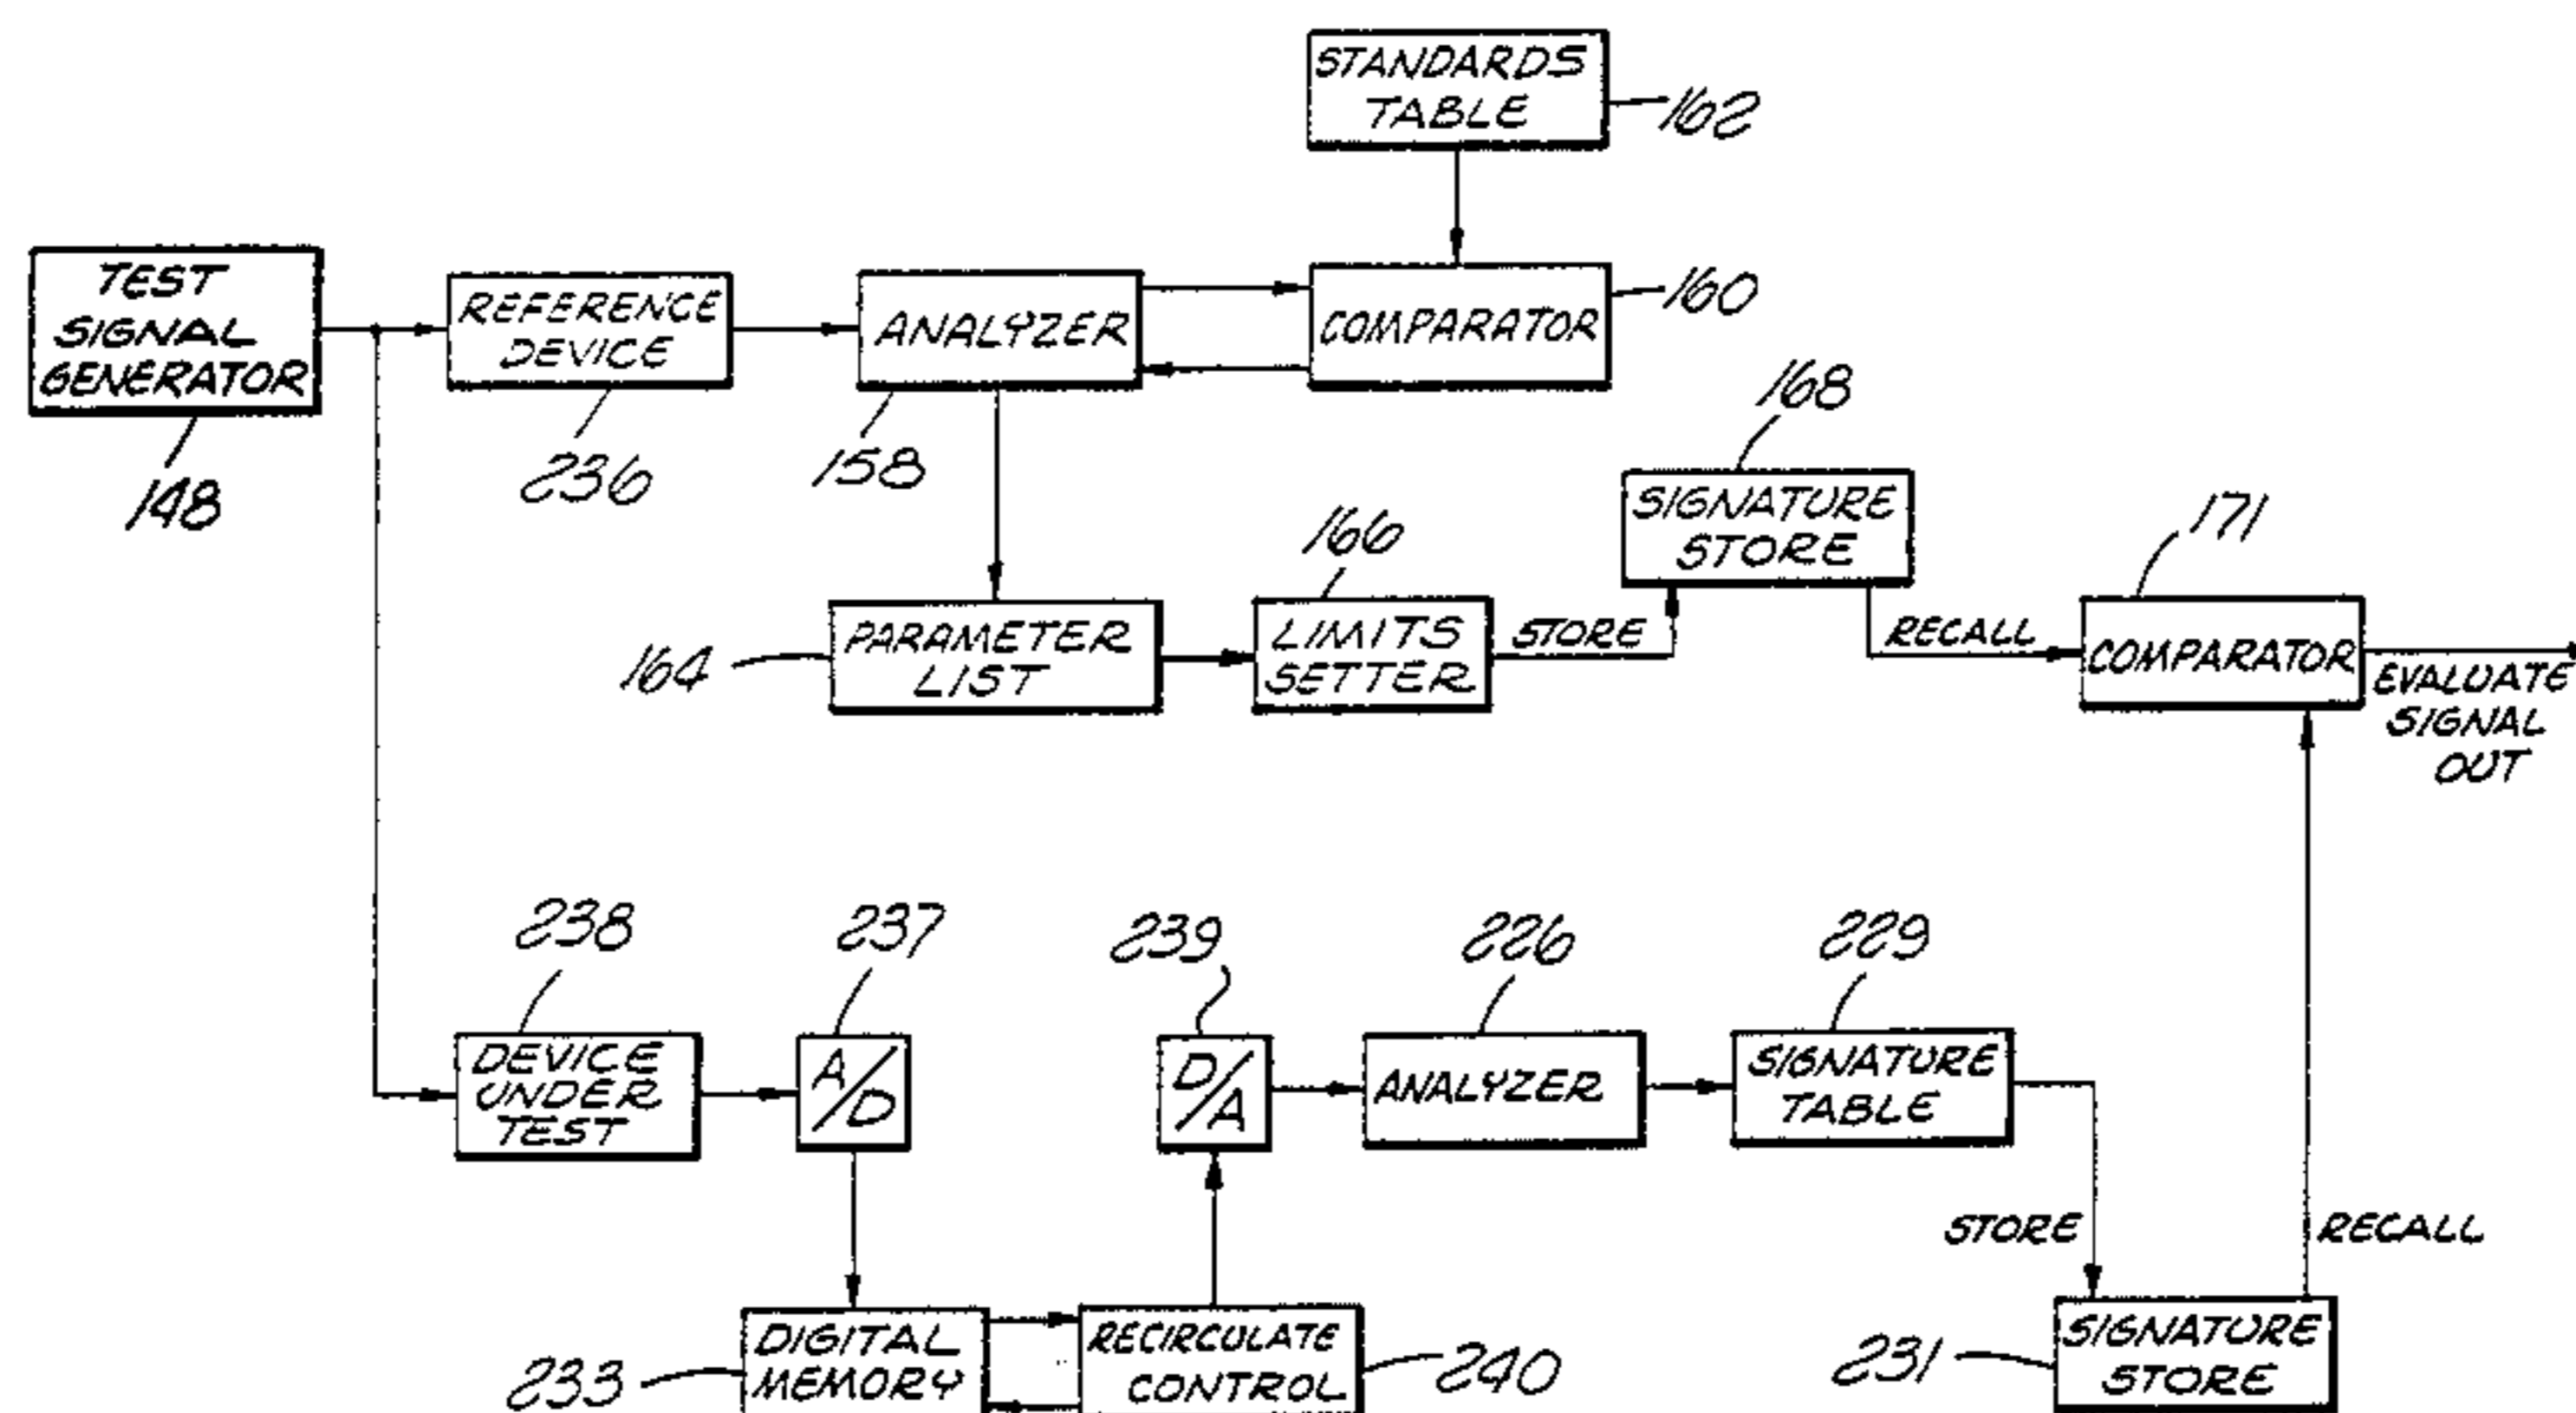 STANDARDS
TABLE
162
TEST
SIGNAL
GENERATOR
148
REFERENCE
DEVICE
236
ANALYZER
158
COMPARATOR
160
168
SIGNATURE
STORE
171
164
PARAMETER
LIST
166
LIMITS
SETTER
STORE
RECALL
COMPARATOR
EVALUATE
SIGNAL
OUT
238
DEVICE
UNDER
TEST
237
A/D
239
D/A
226
ANALYZER
229
SIGNATURE
TABLE
STORE
RECALL
233
DIGITAL
MEMORY
RECIRCULATE
CONTROL
240
231
SIGNATURE
STORE